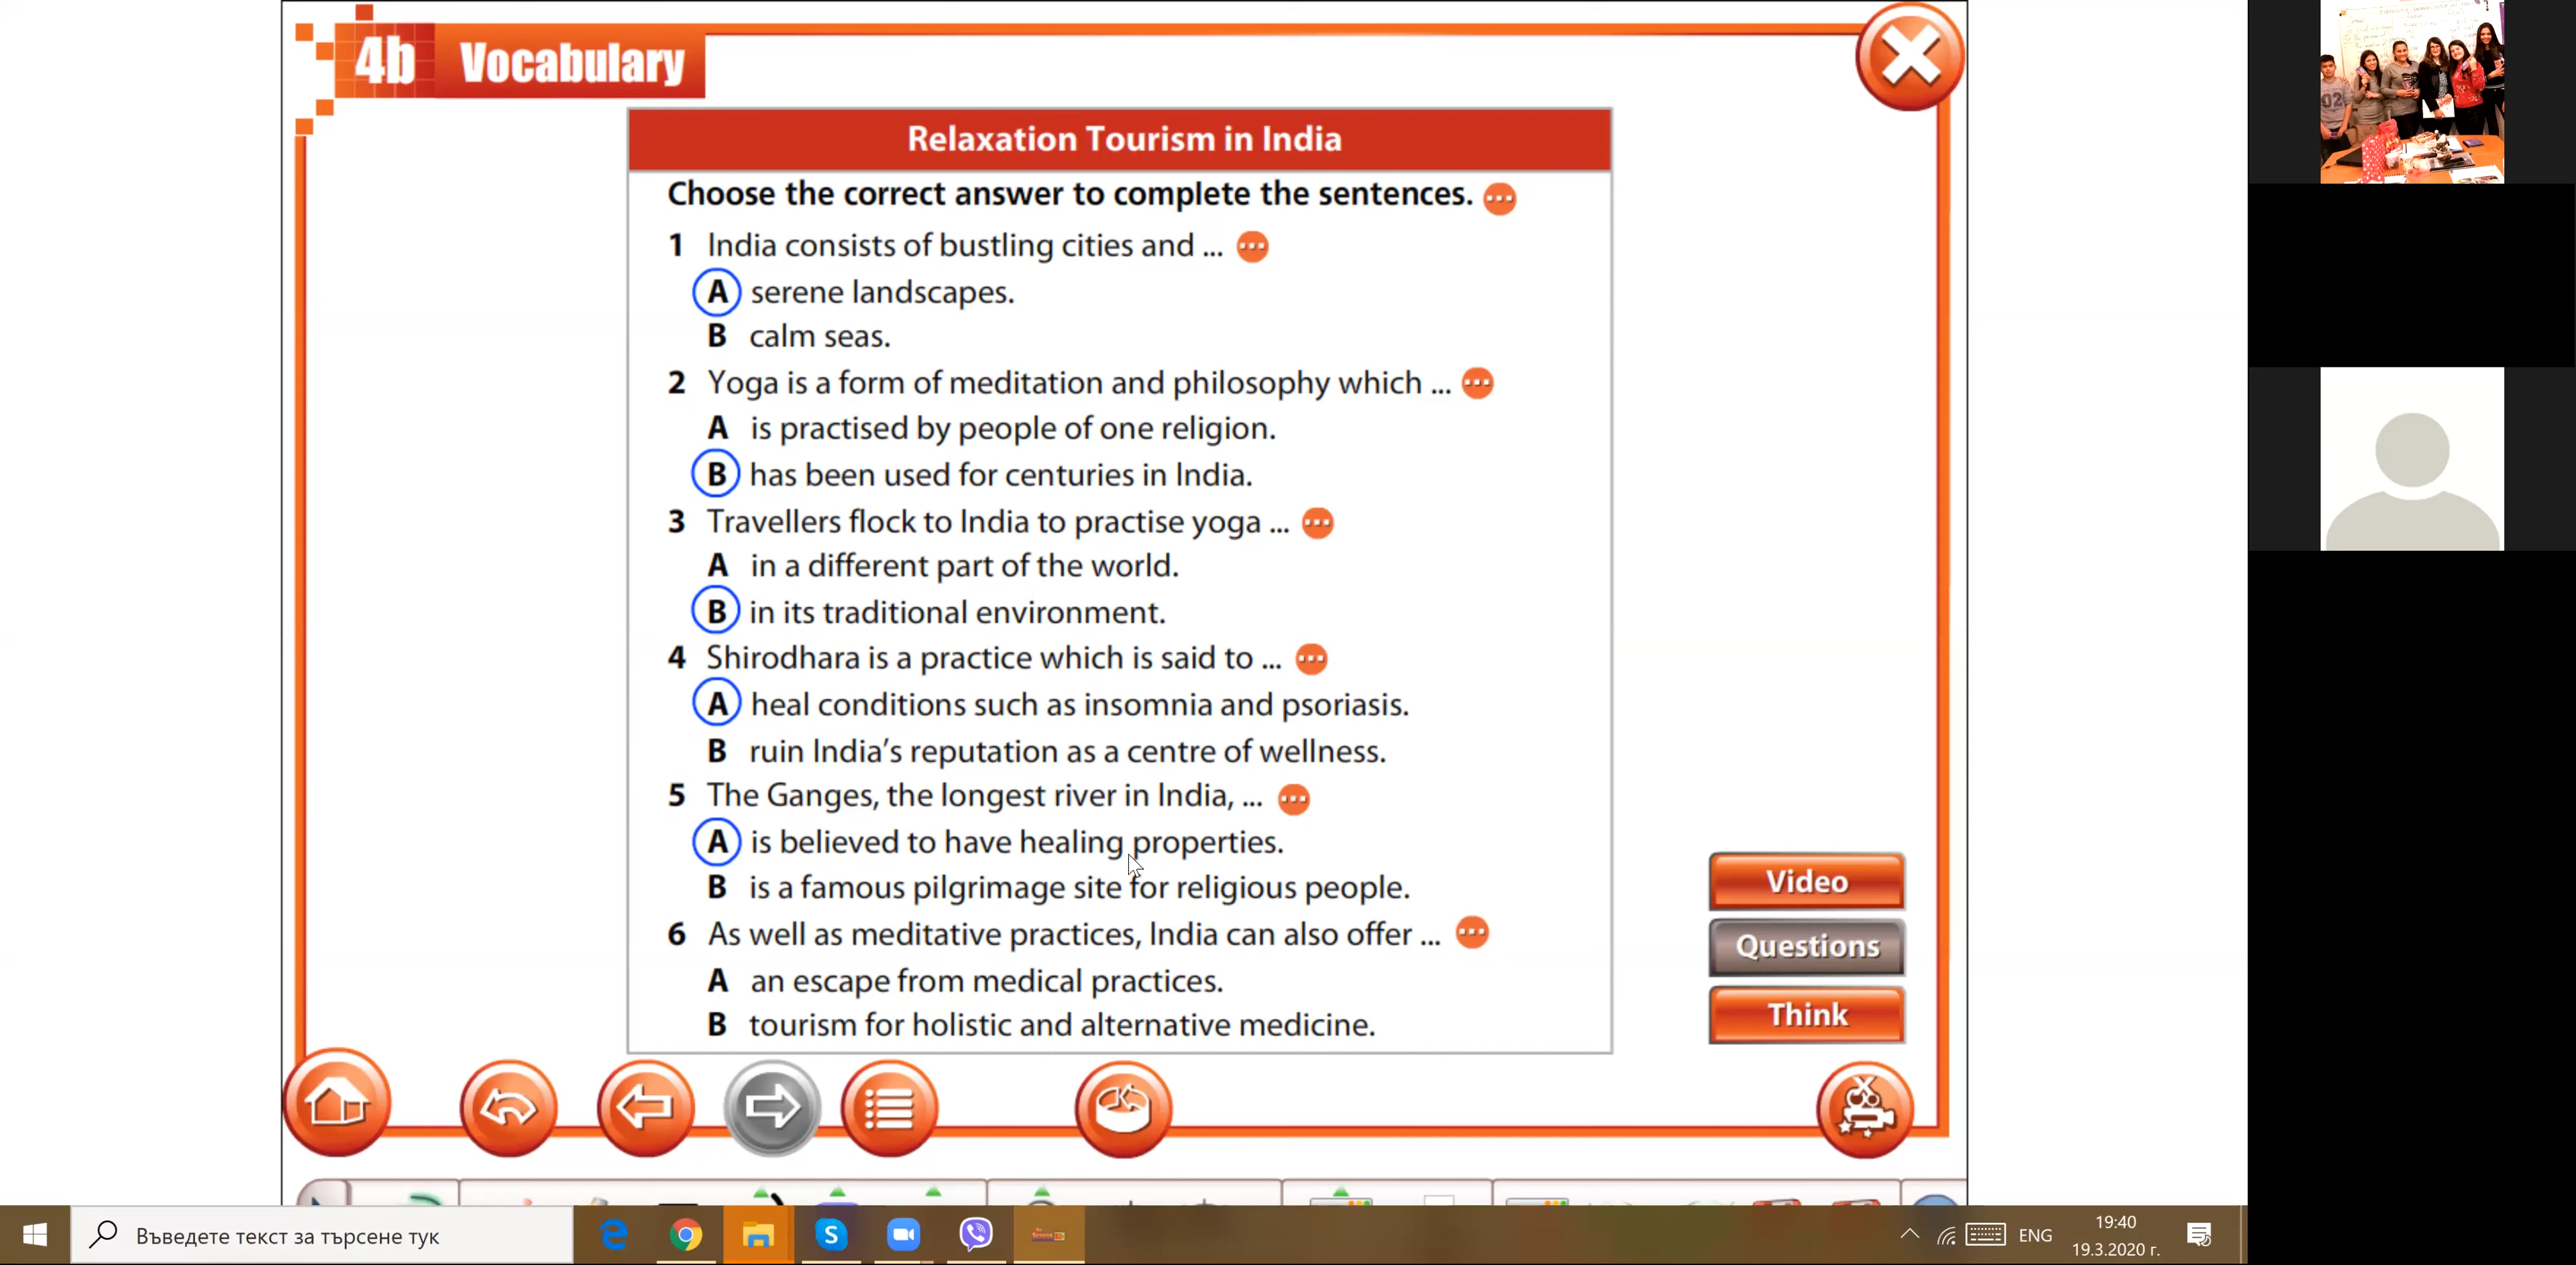 4b Vocabulary
Relaxation Tourism in India
Choose the correct answer to complete the sentences.
1 India consists of bustling cities and ...
A serene landscapes.
B calm seas.
2 Yoga is a form of meditation and philosophy which ...
A is practised by people of one religion.
B has been used for centuries in India.
3 Travellers flock to India to practise yoga ...
A in a different part of the world.
B in its traditional environment.
4 Shirodhara is a practice which is said to ...
A heal conditions such as insomnia and psoriasis.
B ruin India's reputation as a centre of wellness.
5 The Ganges, the longest river in India, ...
A is believed to have healing properties.
B is a famous pilgrimage site for religious people.
6 As well as meditative practices, India can also offer ...
A an escape from medical practices.
B tourism for holistic and alternative medicine.
Video
Questions
Think
Въведете текст за търсене тук
ENG
19:40
19.3.2020 г.